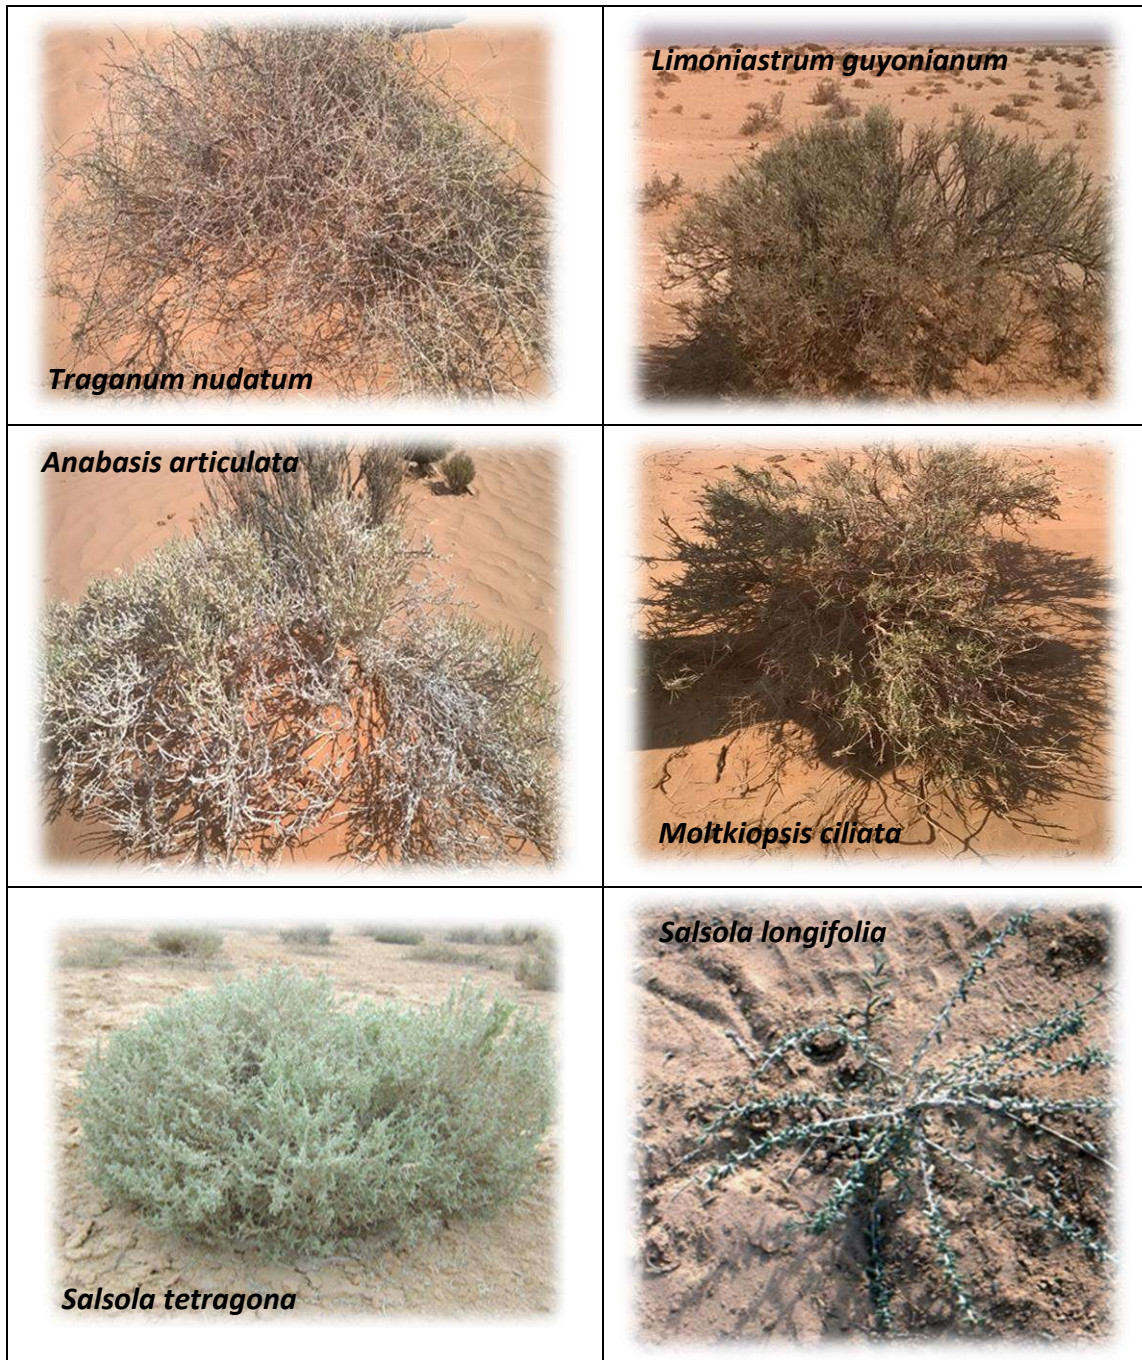 Traganum nudatum
Limoniastrum guyonianum
Anabasis articulata
Moltkiopsis ciliata
Salsola tetragona
Salsola longifolia